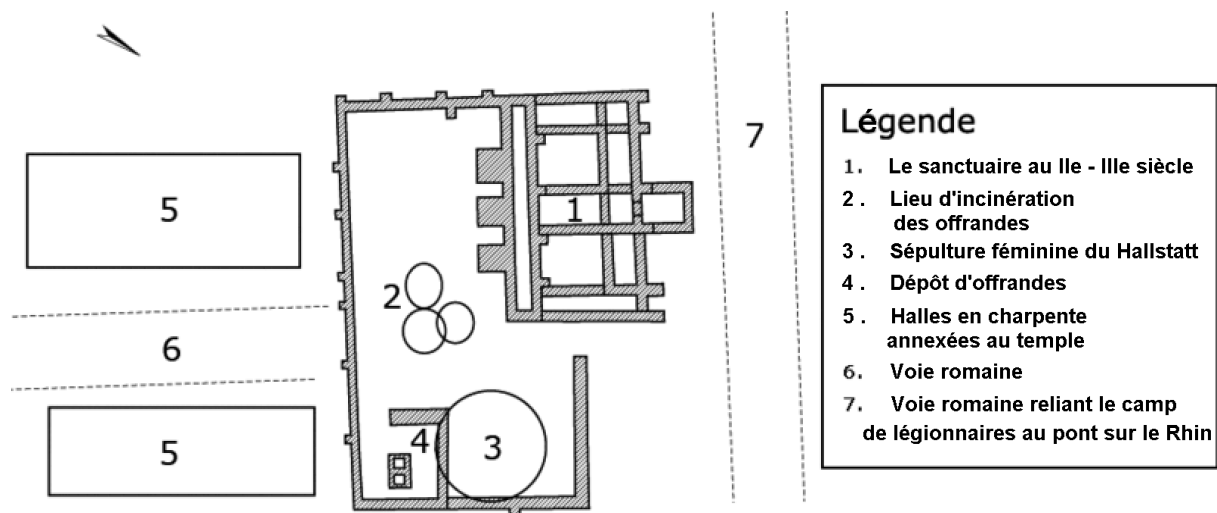 5
7
1
2
6
5
4
3
Légende
1. Le sanctuaire au IIe - IIIe siècle
2 . Lieu d'incinération
des offrandes
3 . Sépulture féminine du Hallstatt
4 . Dépôt d'offrandes
5 . Halles en charpente
annexées au temple
6. Voie romaine
7. Voie romaine reliant le camp
de légionnaires au pont sur le Rhin